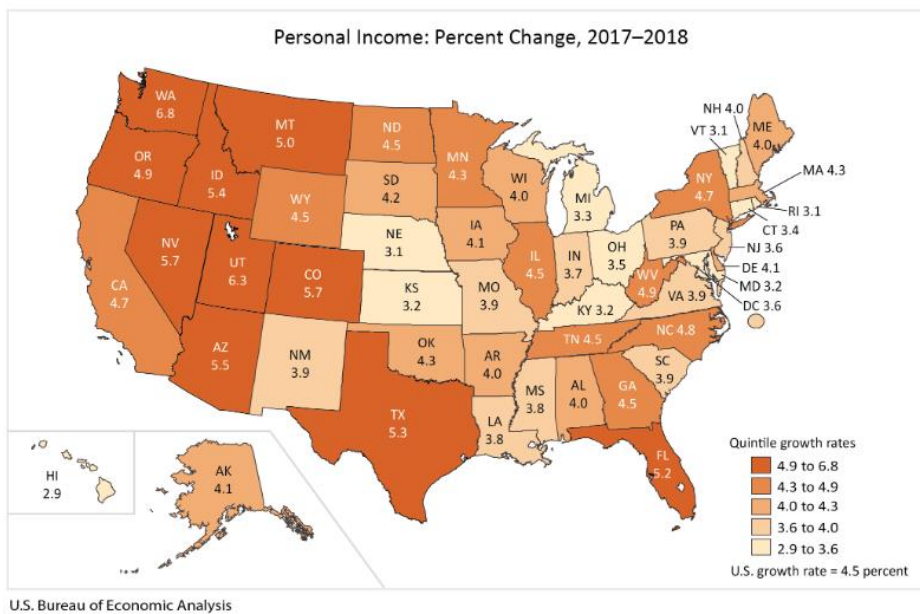 Personal Income: Percent Change, 2017–2018
WA
6.8
MT
5.0
ND
4.5
MN
4.3
OR
4.9
ID
5.4
WY
4.5
SD
4.2
WI
4.0
MI
3.3
NY
4.7
NH 4.0
VT 3.1
ME
4.0
MA 4.3
RI 3.1
CT 3.4
NJ 3.6
DE 4.1
MD 3.2
DC 3.6
NV
5.7
UT
6.3
CO
5.7
NE
3.1
IA
4.1
IL
4.5
IN
3.7
OH
3.5
PA
3.9
WV
4.9
VA 3.9
CA
4.7
KS
3.2
MO
3.9
KY 3.2
TN 4.5
NC 4.8
AZ
5.5
NM
3.9
OK
4.3
AR
4.0
SC
3.9
TX
5.3
LA
3.8
MS
3.8
AL
4.0
GA
4.5
FL
5.2
HI
2.9
AK
4.1
Quintile growth rates
4.9 to 6.8
4.3 to 4.9
4.0 to 4.3
3.6 to 4.0
2.9 to 3.6
U.S. growth rate = 4.5 percent
U.S. Bureau of Economic Analysis